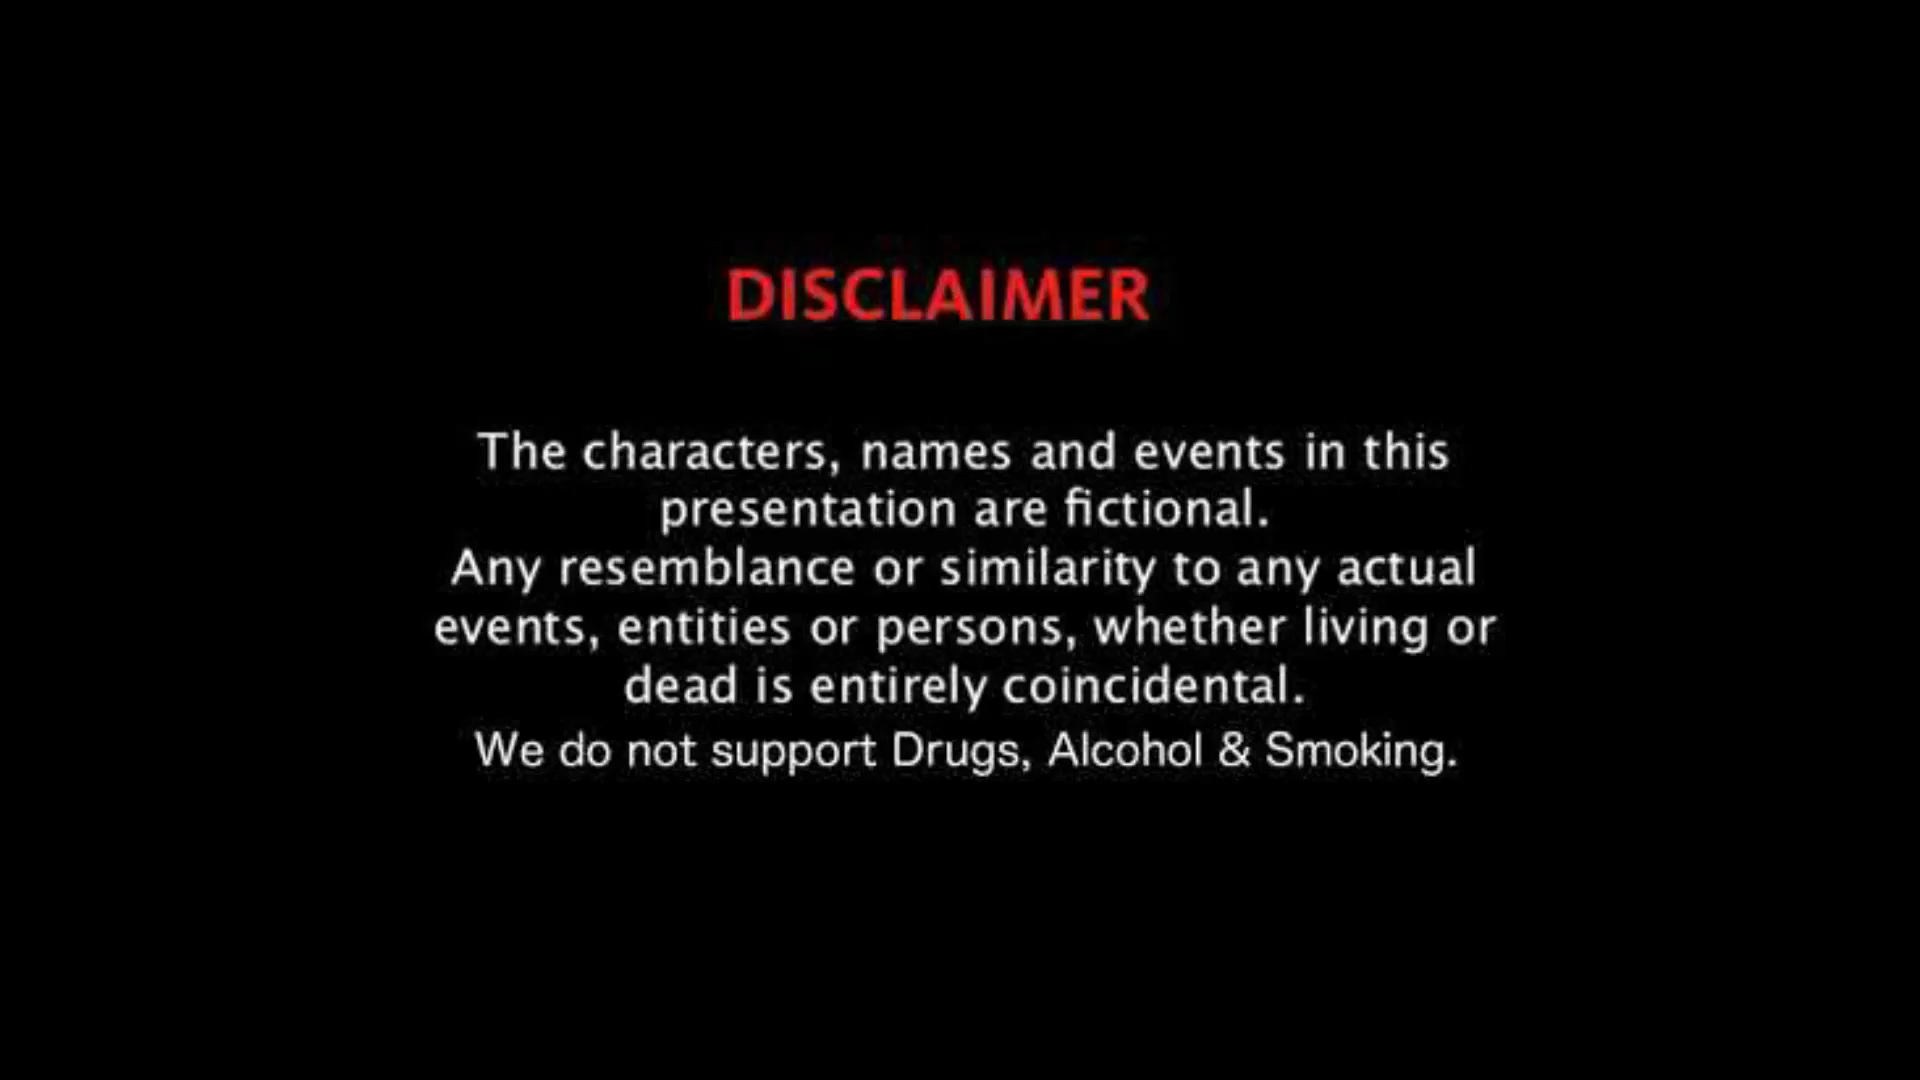 DISCLAIMER
The characters, names and events in this
presentation are fictional.
Any resemblance or similarity to any actual
events, entities or persons, whether living or
dead is entirely coincidental.
We do not support Drugs, Alcohol & Smoking.